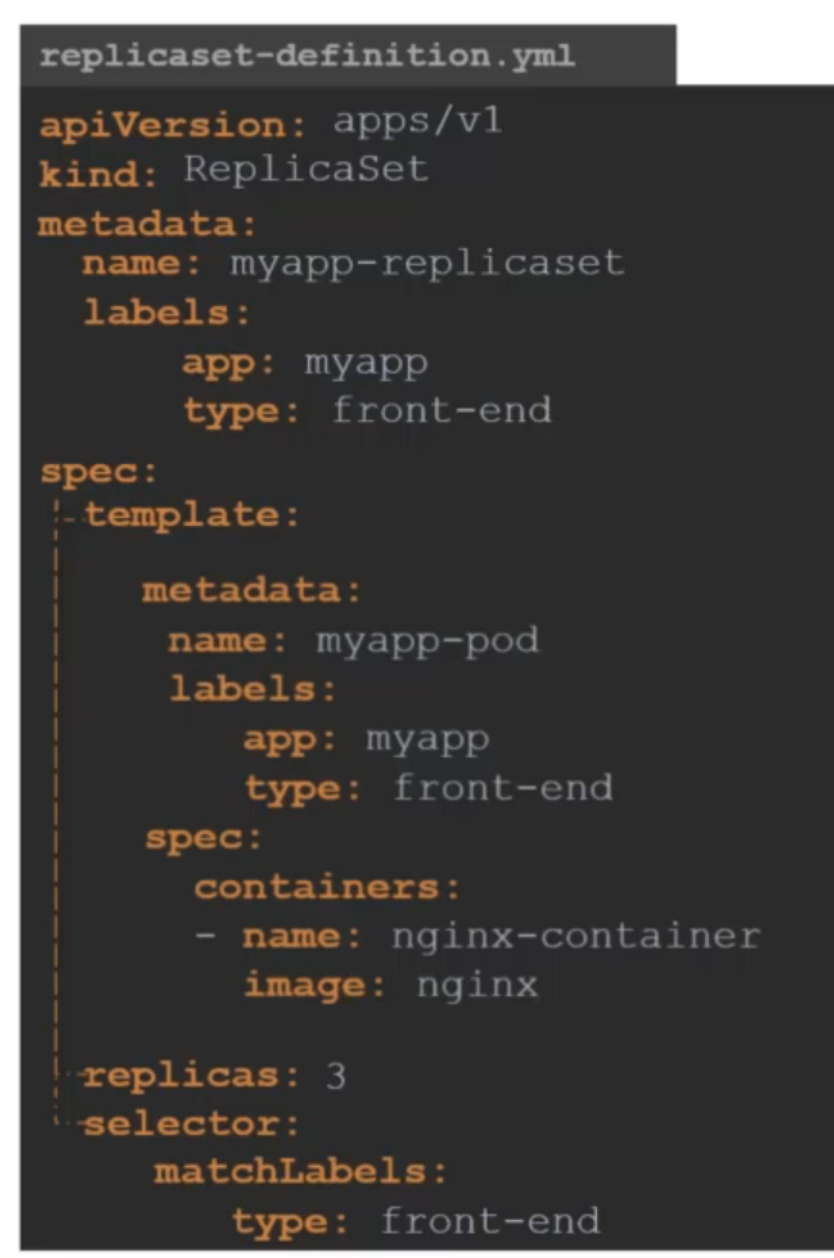 replicaset-definition.yml
apiVersion: apps/v1
kind: ReplicaSet
metadata:
  name: myapp-replicaset
  labels:
      app: myapp
      type: front-end
spec:
  template:
    metadata:
      name: myapp-pod
      labels:
        app: myapp
        type: front-end
    spec:
      containers:
      - name: nginx-container
        image: nginx
  replicas: 3
  selector:
    matchLabels:
        type: front-end